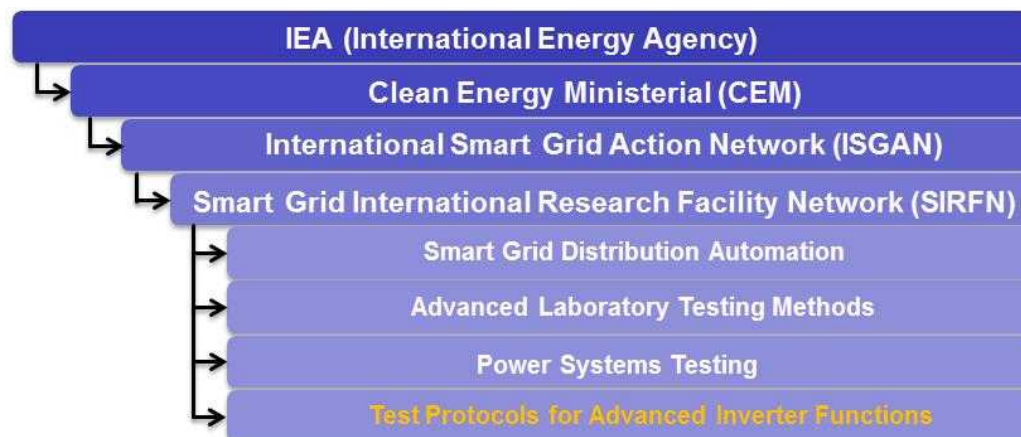 IEA (International Energy Agency)
Clean Energy Ministerial (CEM)
International Smart Grid Action Network (ISGAN)
Smart Grid International Research Facility Network (SIRFN)
Smart Grid Distribution Automation
Advanced Laboratory Testing Methods
Power Systems Testing
Test Protocols for Advanced Inverter Functions